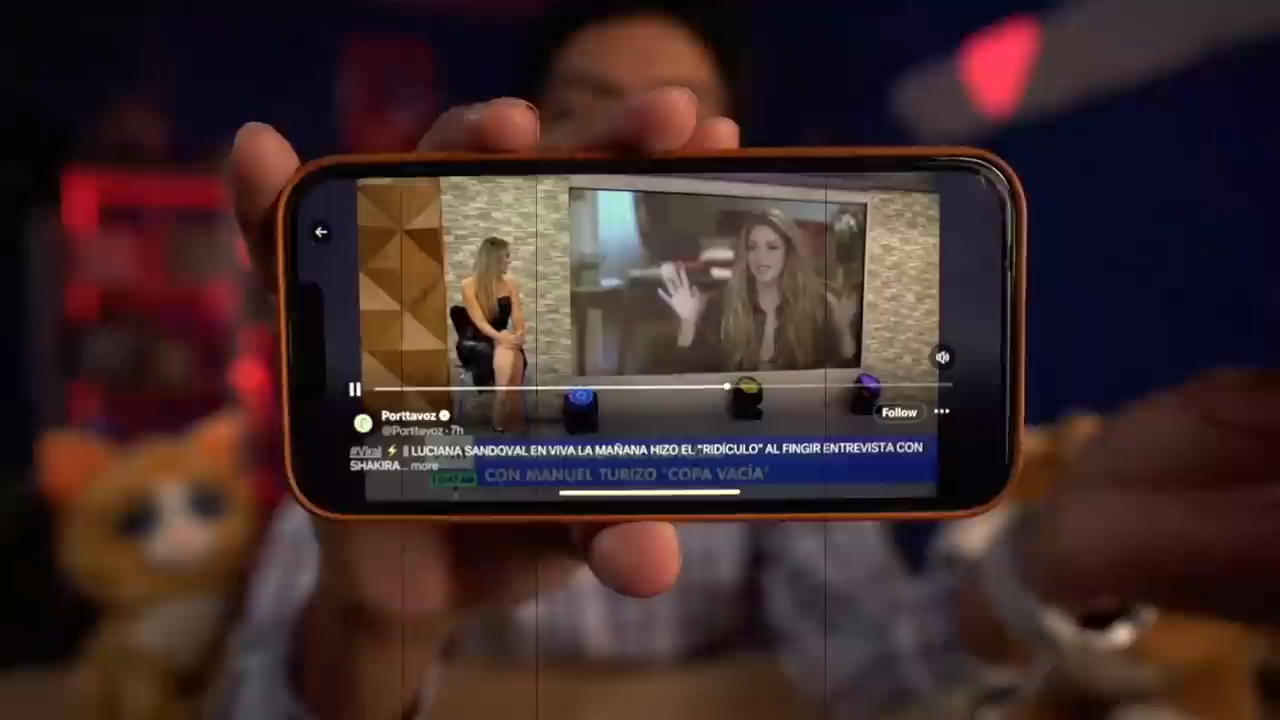 Porttavoz
@Porttavoz · 7h
Follow
#Viral ⚡ || LUCIANA SANDOVAL EN VIVA LA MAÑANA HIZO EL "RIDÍCULO" AL FINGIR ENTREVISTA CON
SHAKIRA... more
CON MANUEL TURIZO "COPA VACÍA"